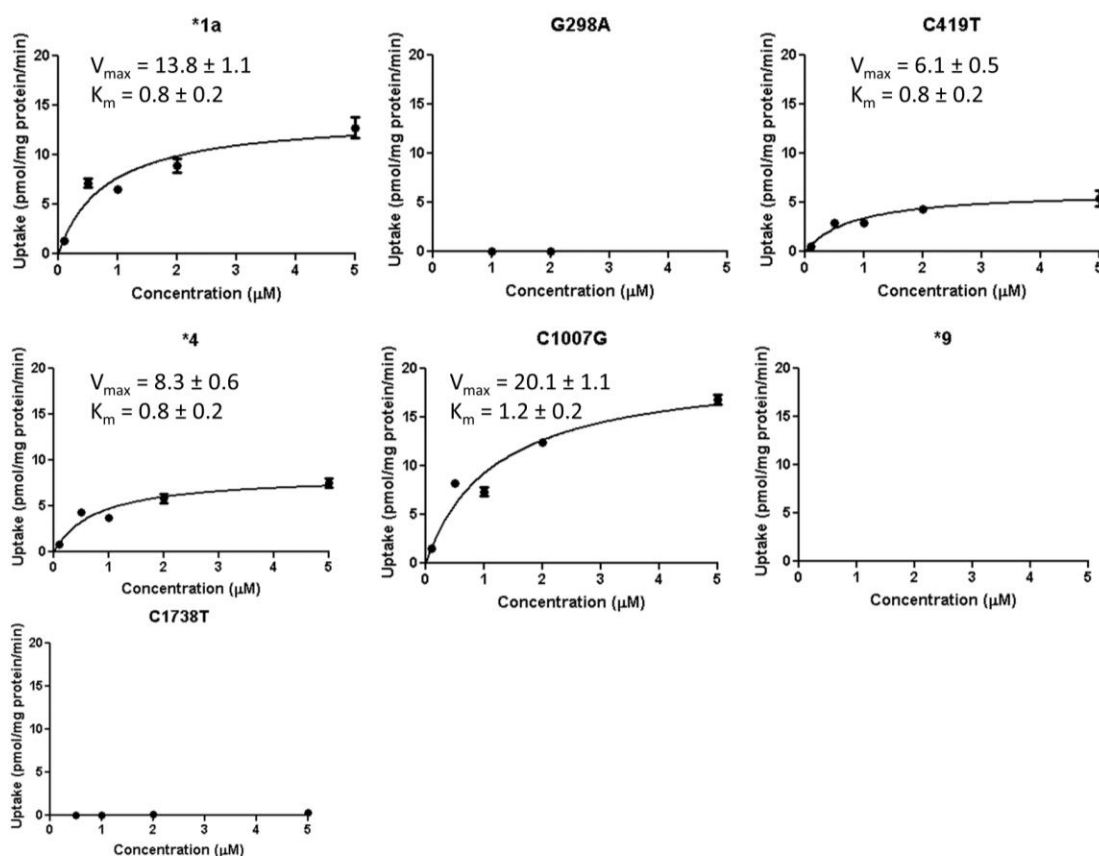 *1a
V_max = 13.8 ± 1.1
K_m = 0.8 ± 0.2
Uptake (pmol/mg protein/min)
20
15
10
5
0
0 1 2 3 4 5
Concentration (µM)
G298A
Uptake (pmol/mg protein/min)
20
15
10
5
0
0 1 2 3 4 5
Concentration (µM)
C419T
V_max = 6.1 ± 0.5
K_m = 0.8 ± 0.2
Uptake (pmol/mg protein/min)
20
15
10
5
0
0 1 2 3 4 5
Concentration (µM)
*4
V_max = 8.3 ± 0.6
K_m = 0.8 ± 0.2
Uptake (pmol/mg protein/min)
20
15
10
5
0
0 1 2 3 4 5
Concentration (µM)
C1007G
V_max = 20.1 ± 1.1
K_m = 1.2 ± 0.2
Uptake (pmol/mg protein/min)
20
15
10
5
0
0 1 2 3 4 5
Concentration (µM)
*9
Uptake (pmol/mg protein/min)
20
15
10
5
0
0 1 2 3 4 5
Concentration (µM)
C1738T
Uptake (pmol/mg protein/min)
20
15
10
5
0
0 1 2 3 4 5
Concentration (µM)